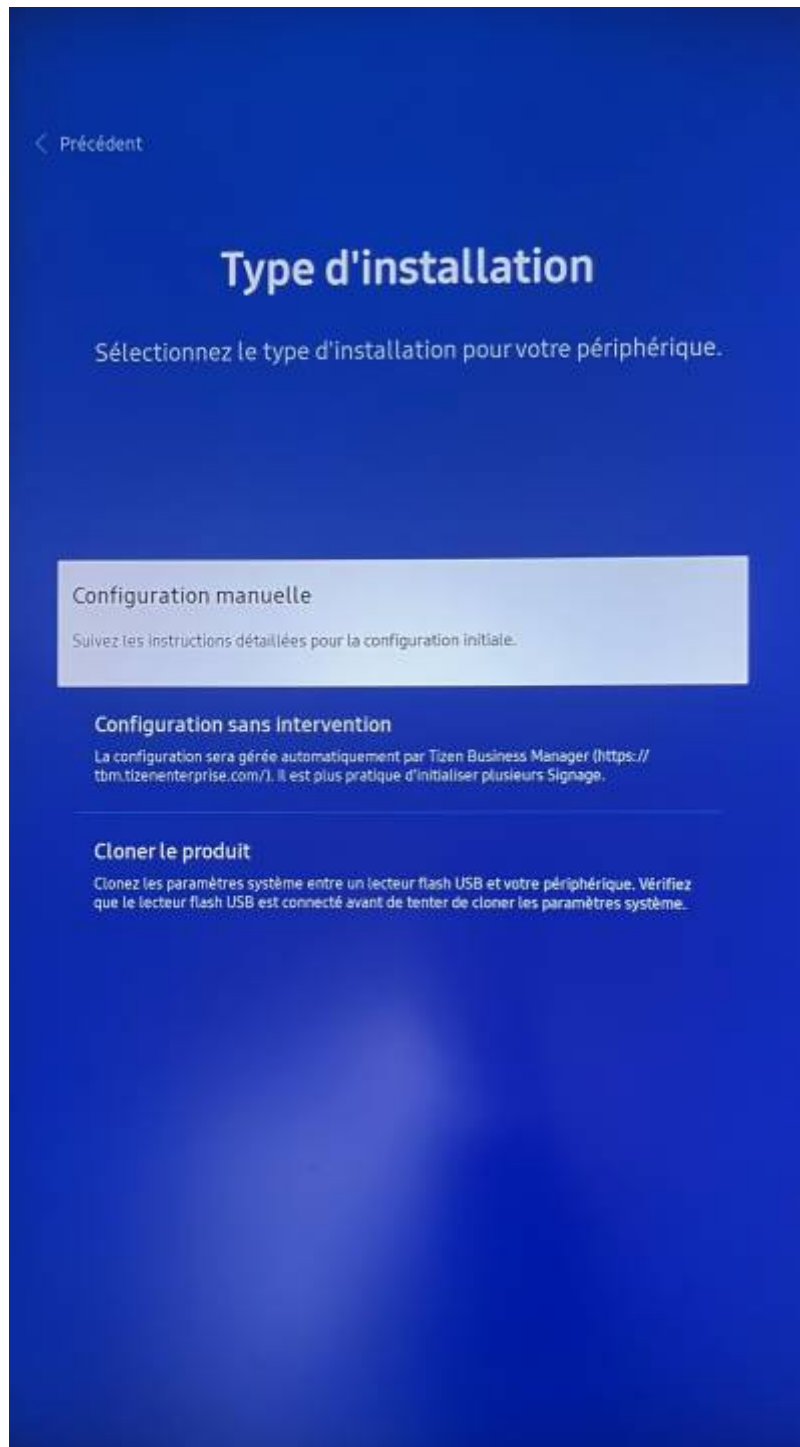 < Précédent
Type d'installation
Sélectionnez le type d'installation pour votre périphérique.
Configuration manuelle
Suivez les instructions détaillées pour la configuration initiale.
Configuration sans intervention
La configuration sera gérée automatiquement par Tizen Business Manager (https://
tbm.tizenenterprise.com/). Il est plus pratique d'initialiser plusieurs Signage.
Cloner le produit
Clonez les paramètres système entre un lecteur flash USB et votre périphérique. Vérifiez
que le lecteur flash USB est connecté avant de tenter de cloner les paramètres système.